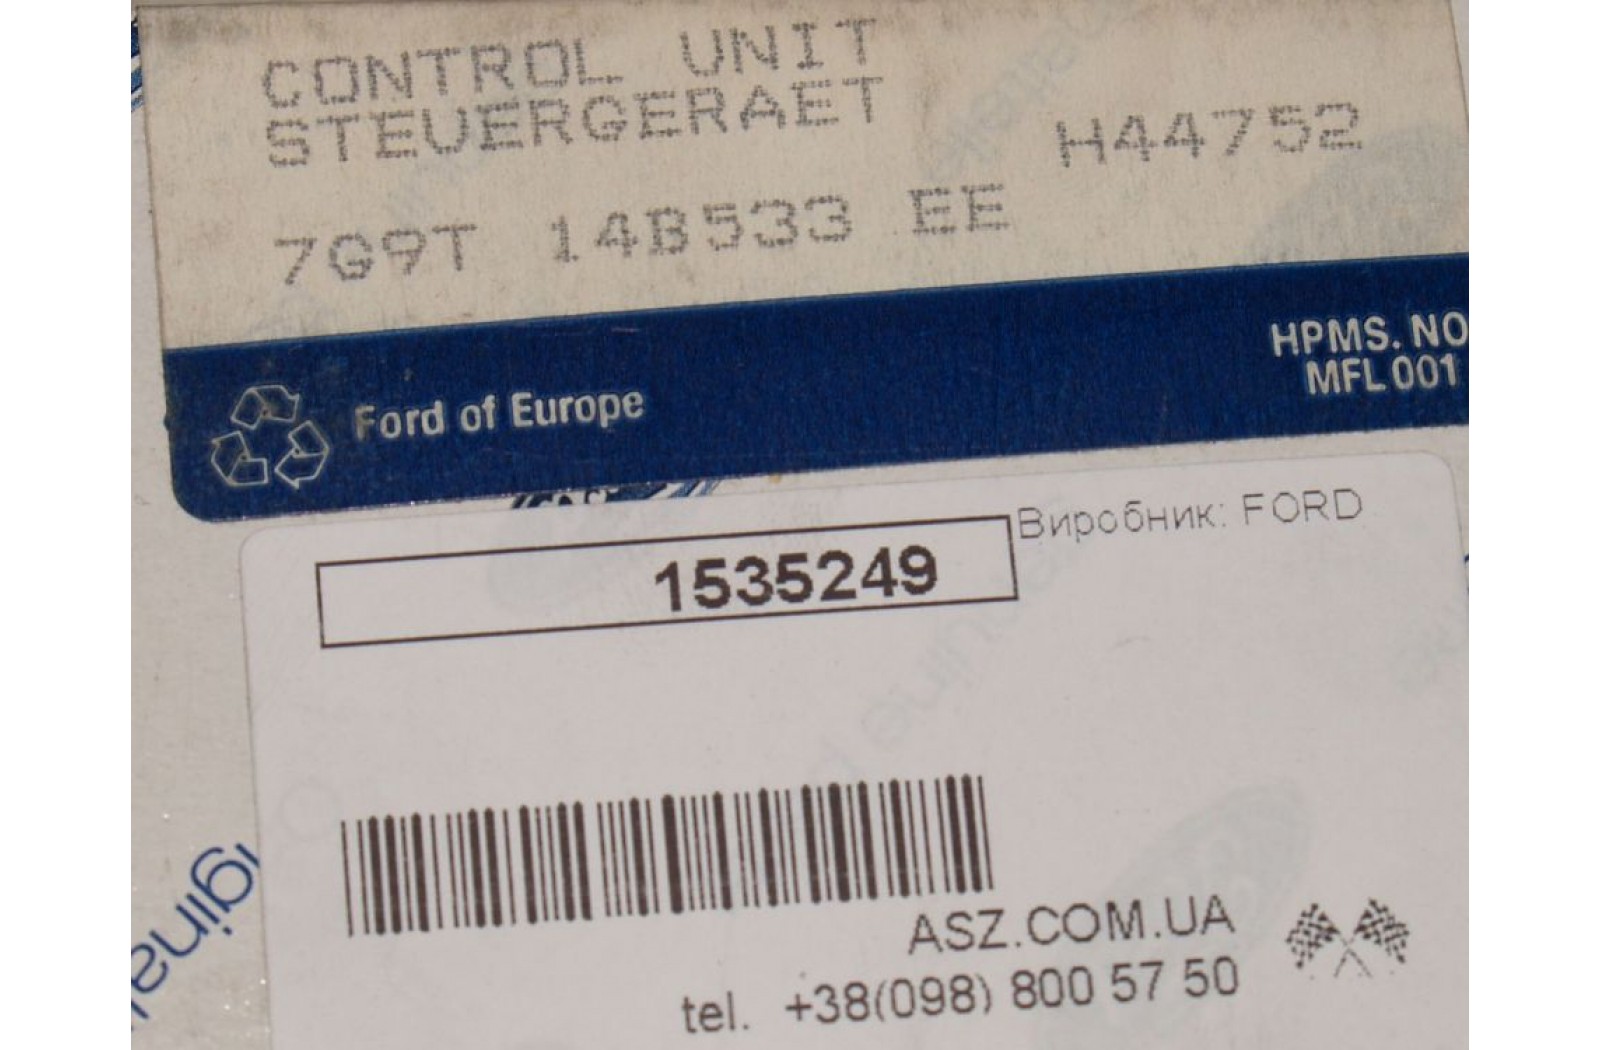 CONTROL UNIT
STEUERGERAET
H44752
7G9T 14B533 EE
HPMS. NO
MFL 001
Ford of Europe
Виробник: FORD
1535249
ASZ.COM.UA
tel. +38(098) 800 57 50